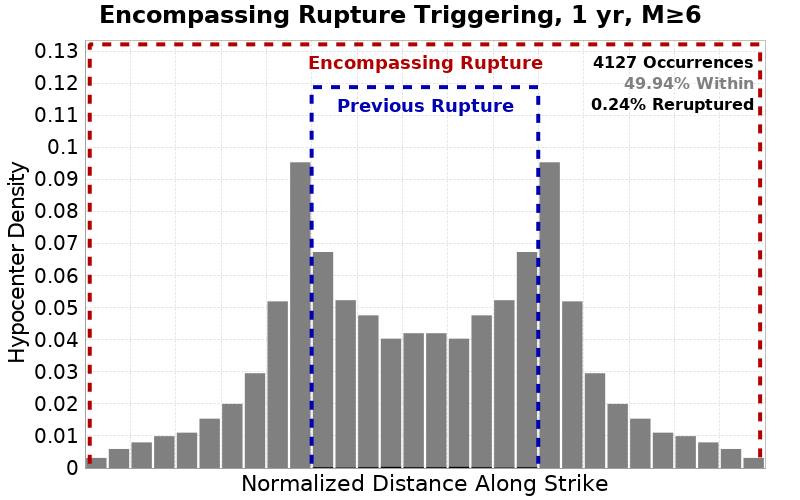 Encompassing Rupture Triggering, 1 yr, M≥6
Encompassing Rupture
4127 Occurrences
49.94% Within
0.24% Reruptured
Previous Rupture
Hypocenter Density
0.13
0.12
0.11
0.1
0.09
0.08
0.07
0.06
0.05
0.04
0.03
0.02
0.01
0
Normalized Distance Along Strike